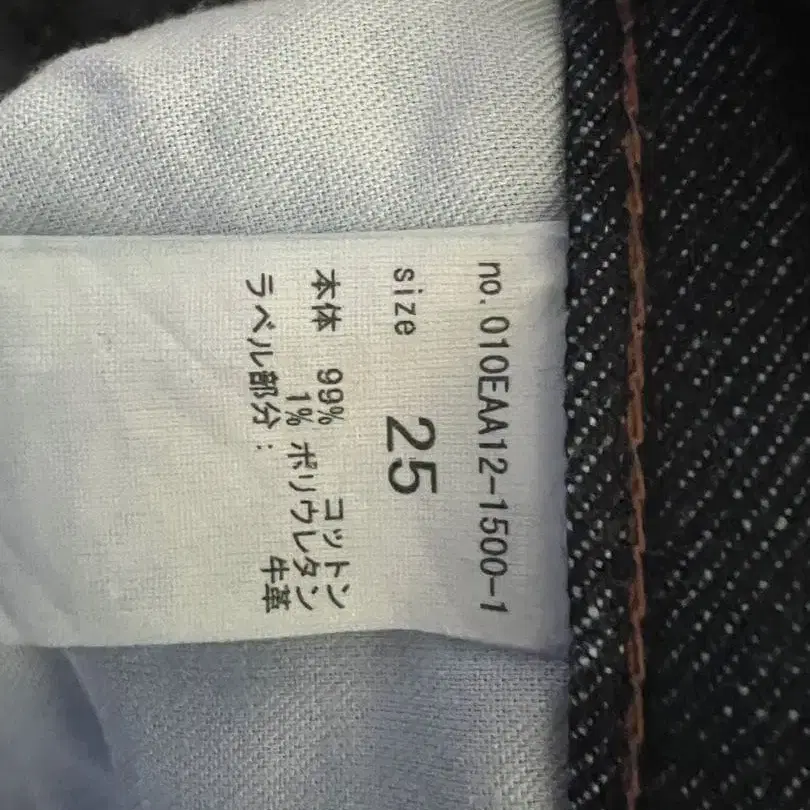 no.010EAA12-1500-1
size 25
本体 99% コットン
1% ポリウレタン
ラベル部分: 牛革